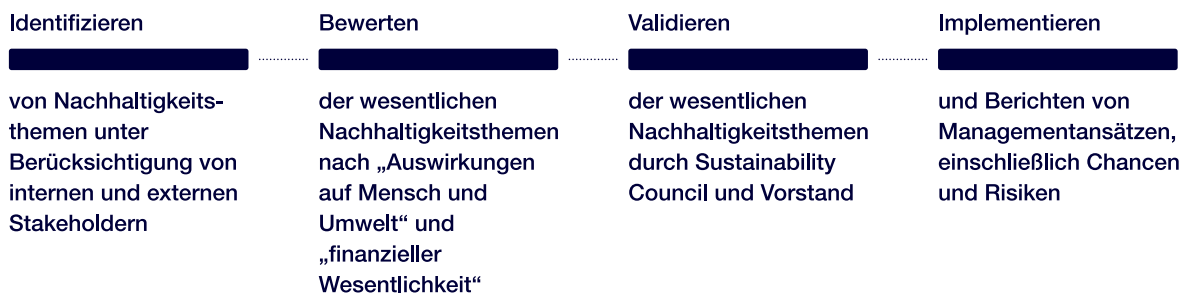 Identifizieren
von Nachhaltigkeits-
themen unter
Berücksichtigung von
internen und externen
Stakeholdern
Bewerten
der wesentlichen
Nachhaltigkeitsthemen
nach „Auswirkungen
auf Mensch und
Umwelt“ und
„finanzieller
Wesentlichkeit“
Validieren
der wesentlichen
Nachhaltigkeitsthemen
durch Sustainability
Council und Vorstand
Implementieren
und Berichten von
Managementansätzen,
einschließlich Chancen
und Risiken